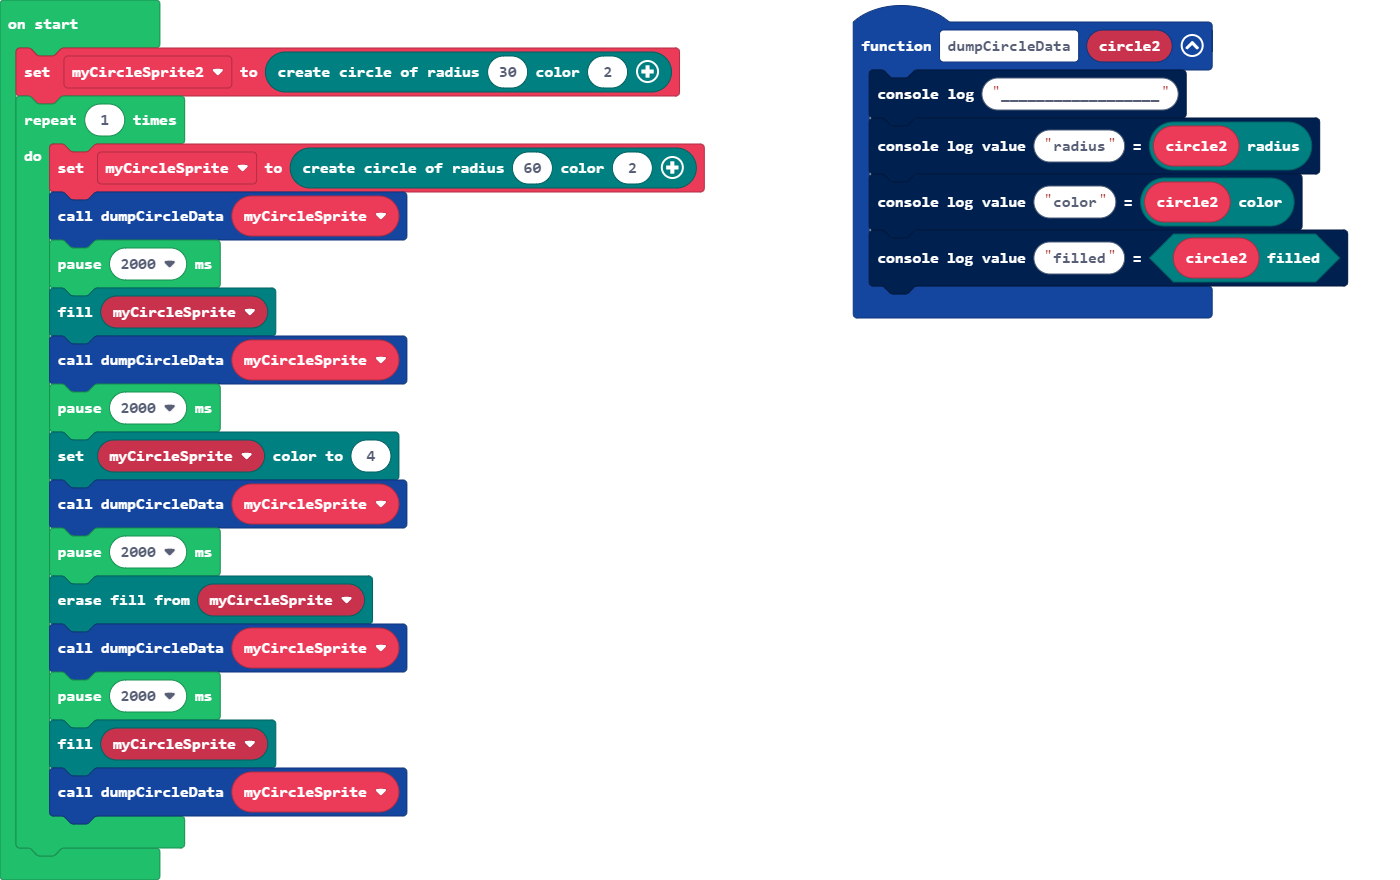 on start
set myCircleSprite2 to create circle of radius 30 color 2
repeat 1 times
do set myCircleSprite to create circle of radius 60 color 2
call dumpCircleData myCircleSprite
pause 2000 ms
fill myCircleSprite
call dumpCircleData myCircleSprite
pause 2000 ms
set myCircleSprite color to 4
call dumpCircleData myCircleSprite
pause 2000 ms
erase fill from myCircleSprite
call dumpCircleData myCircleSprite
pause 2000 ms
fill myCircleSprite
call dumpCircleData myCircleSprite
function dumpCircleData circle2
console log "__________________"
console log value "radius" = circle2 radius
console log value "color" = circle2 color
console log value "filled" = circle2 filled